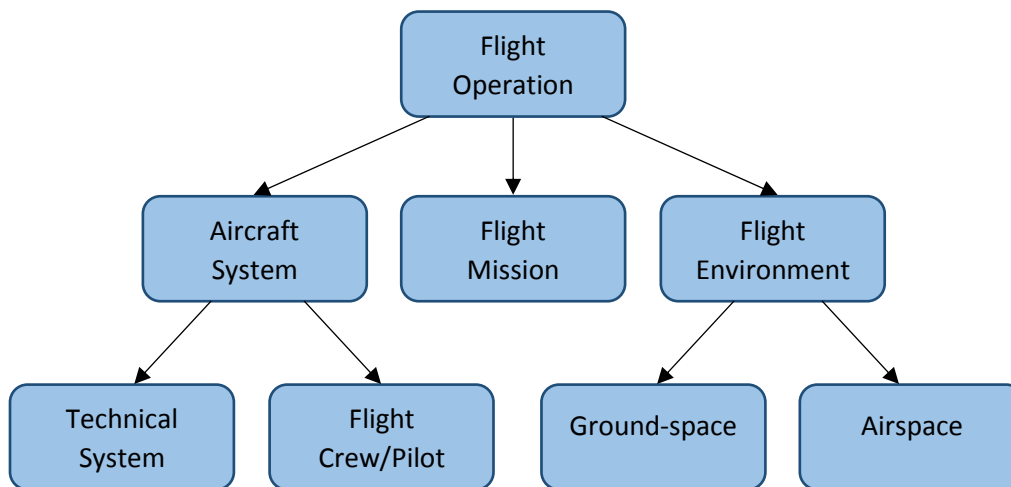 Flight
Operation
Aircraft
System
Flight
Mission
Flight
Environment
Technical
System
Flight
Crew/Pilot
Ground-space
Airspace